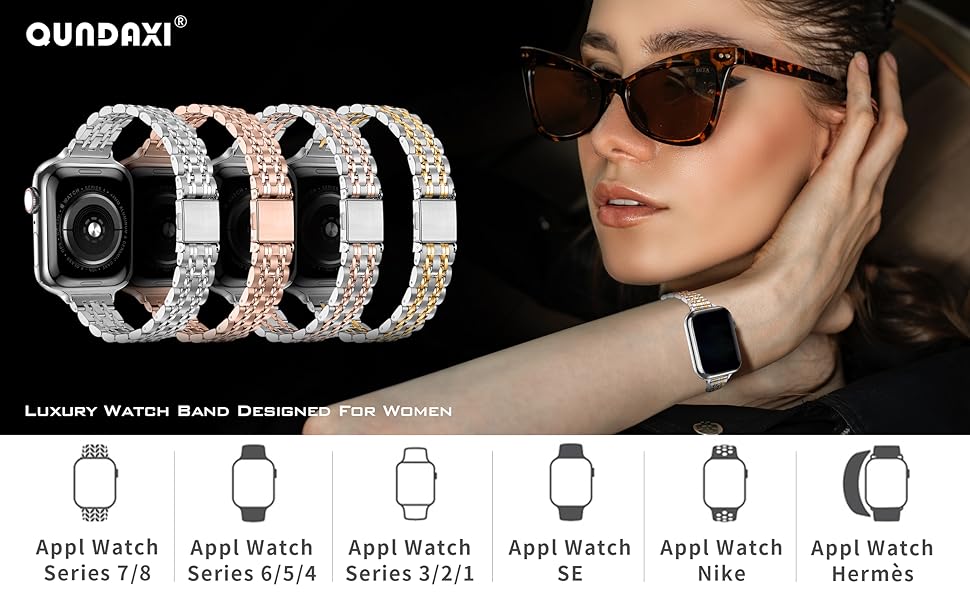 QUNDAXI®
LUXURY WATCH BAND DESIGNED FOR WOMEN
Appl Watch
Series 7/8
Appl Watch
Series 6/5/4
Appl Watch
Series 3/2/1
Appl Watch
SE
Appl Watch
Nike
Appl Watch
Hermès